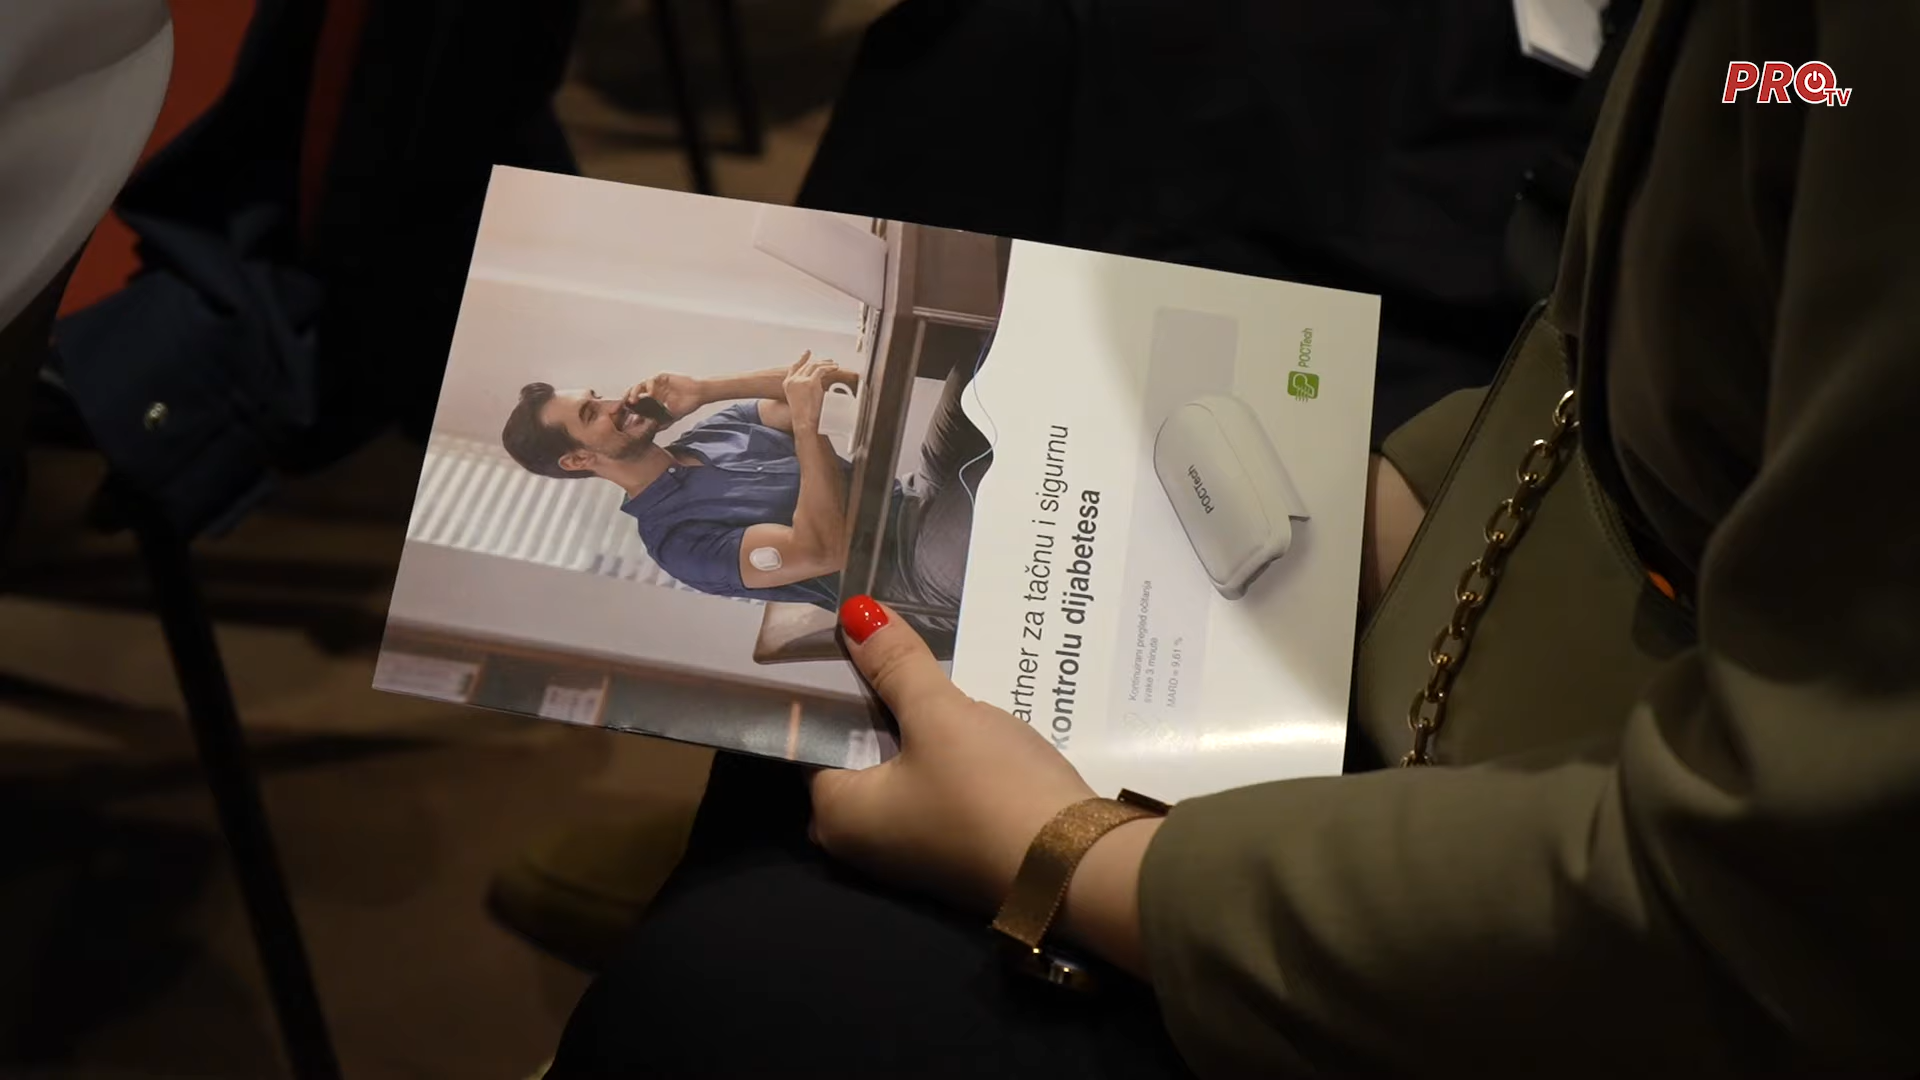 PRO TV
POCTech
artner za tačnu i sigurnu
kontrolu dijabetesa
POCTech
Kontinuirani pregled očitanja
svake 3 minute
MARD = 9,61 %